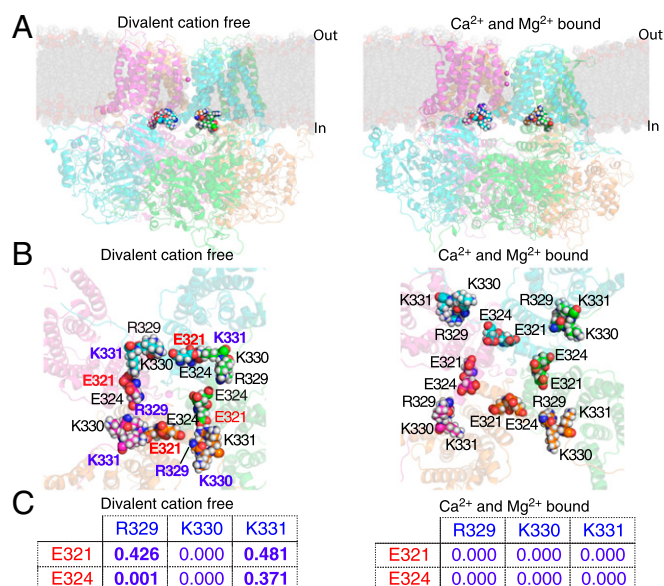 A
Divalent cation free
Ca²⁺ and Mg²⁺ bound
Out
Out
In
In
B
Divalent cation free
Ca²⁺ and Mg²⁺ bound
R329
E321
K331
K331
K330
E324
K330
E321
R329
E324
E324
R329
E324
E321
K330
K331
K331
E321
R329
K330
K330
K331
R329
K331
E324
R329
E321
K330
E321
E324
E324
E321
R329
R329
K331
E321
E324
K330
K330
C
Divalent cation free
Ca²⁺ and Mg²⁺ bound
R329 K330 K331
E321 0.426 0.000 0.481
E324 0.001 0.000 0.371
R329 K330 K331
E321 0.000 0.000 0.000
E324 0.000 0.000 0.000